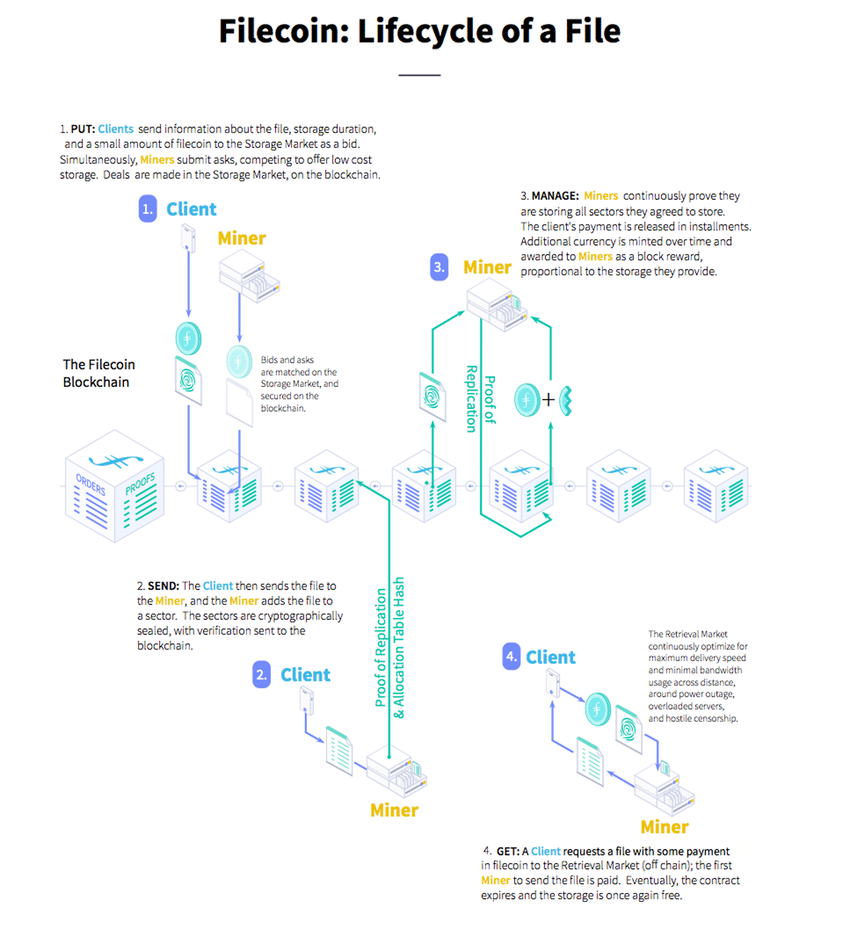 Filecoin: Lifecycle of a File
1. PUT: Clients send information about the file, storage duration,
and a small amount of filecoin to the Storage Market as a bid.
Simultaneously, Miners submit asks, competing to offer low cost
storage. Deals are made in the Storage Market, on the blockchain.
1. Client
Miner
3. MANAGE: Miners continuously prove they
are storing all sectors they agreed to store.
The client's payment is released in installments.
Additional currency is minted over time and
awarded to Miners as a block reward,
proportional to the storage they provide.
3. Miner
The Filecoin
Blockchain
Bids and asks
are matched on the
Storage Market, and
secured on the
blockchain.
Proof of
Replication
+
ORDERS
PROOFS
2. SEND: The Client then sends the file to
the Miner, and the Miner adds the file to
a sector. The sectors are cryptographically
sealed, with verification sent to the
blockchain.
2. Client
Proof of Replication
& Allocation Table Hash
Miner
4. Client
The Retrieval Market
continuously optimize for
maximum delivery speed
and minimal bandwidth
usage across distance,
around power outage,
overloaded servers,
and hostile censorship.
Miner
4. GET: A Client requests a file with some payment
in filecoin to the Retrieval Market (off chain); the first
Miner to send the file is paid. Eventually, the contract
expires and the storage is once again free.